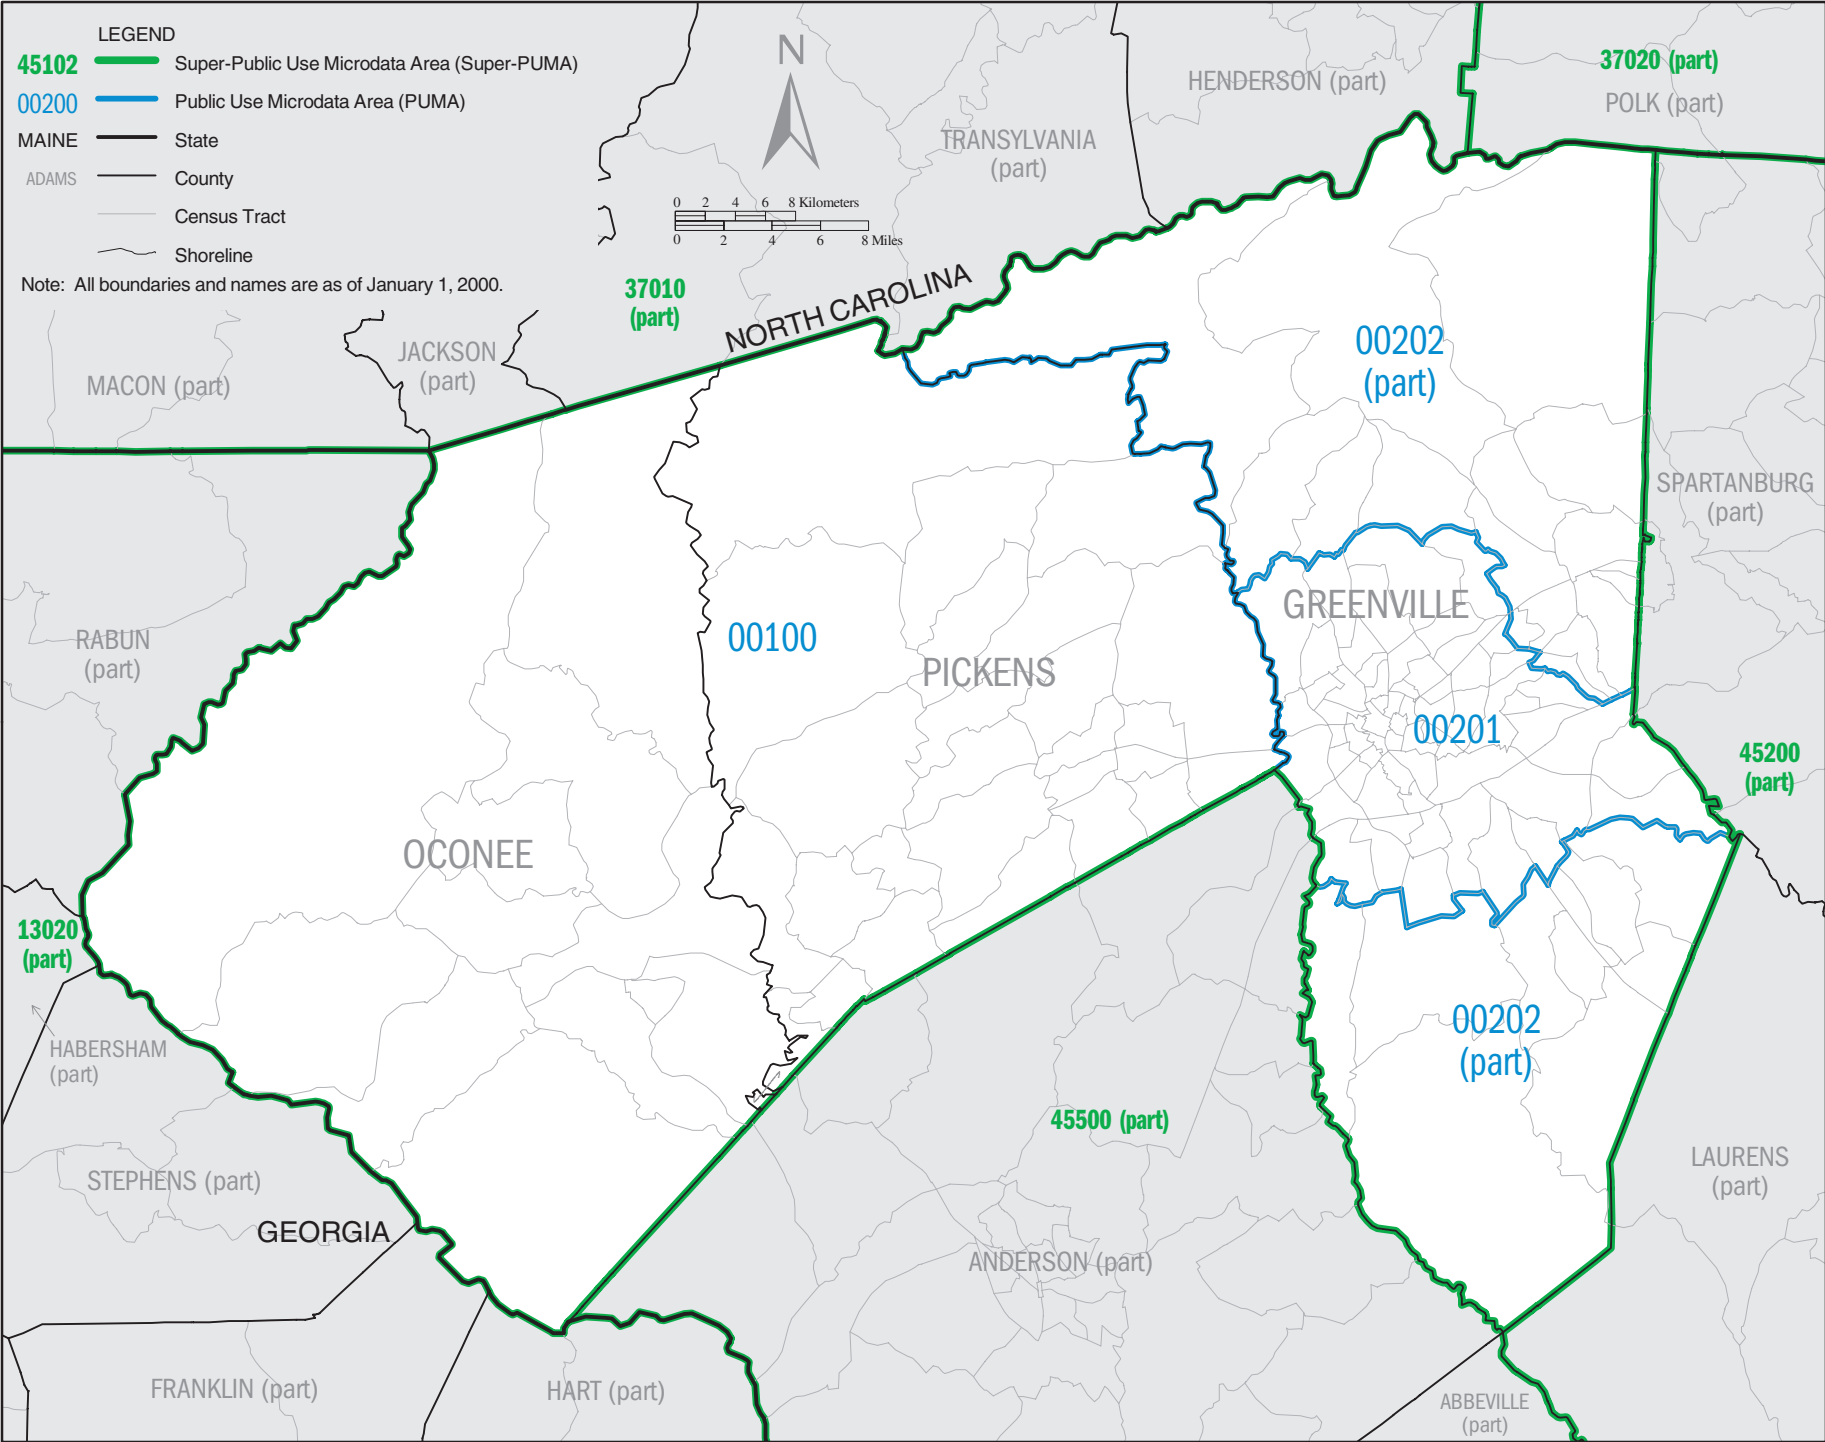 LEGEND
45102 Super-Public Use Microdata Area (Super-PUMA)
00200 Public Use Microdata Area (PUMA)
MAINE State
ADAMS County
Census Tract
Shoreline
Note: All boundaries and names are as of January 1, 2000.
N
0 2 4 6 8 Kilometers
0 2 4 6 8 Miles
HENDERSON (part)
37020 (part)
POLK (part)
TRANSYLVANIA
(part)
37010
(part)
NORTH CAROLINA
JACKSON
(part)
MACON (part)
00202
(part)
SPARTANBURG
(part)
GREENVILLE
RABUN
(part)
00100
PICKENS
00201
45200
(part)
OCONEE
13020
(part)
HABERSHAM
(part)
00202
(part)
45500 (part)
STEPHENS (part)
LAURENS
(part)
GEORGIA
ANDERSON (part)
FRANKLIN (part)
HART (part)
ABBEVILLE
(part)